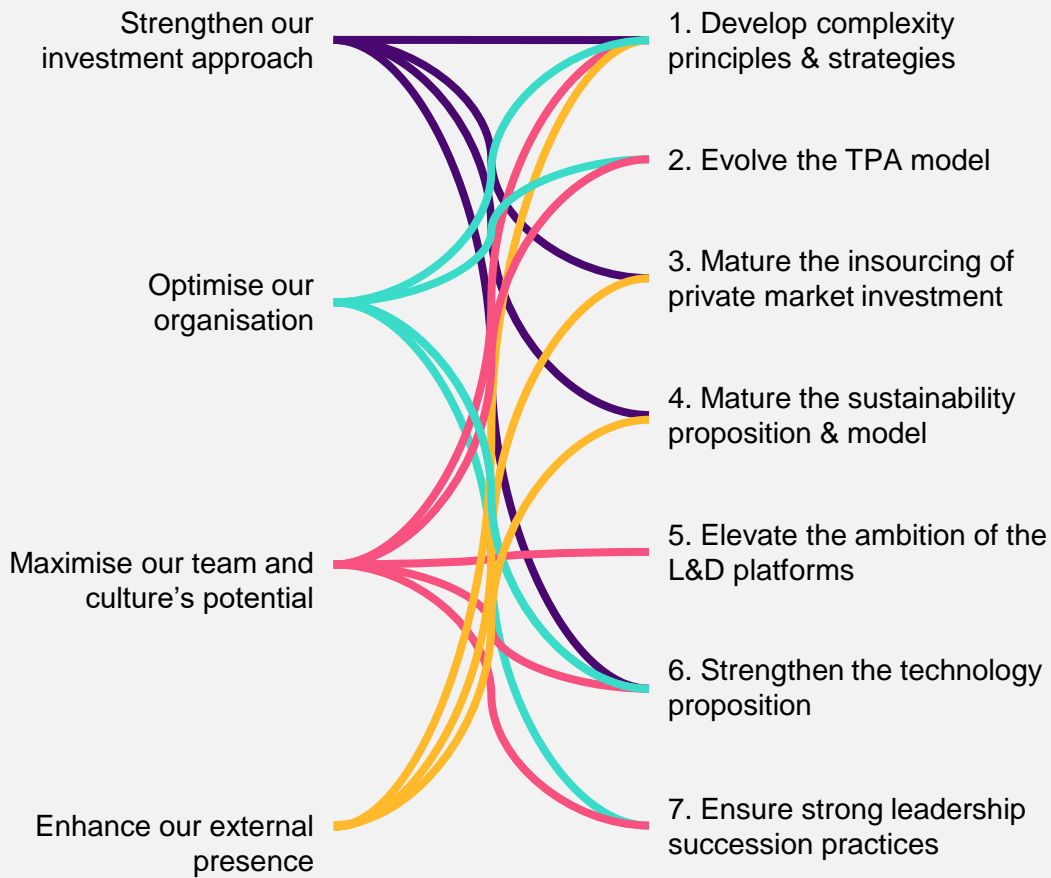 Strengthen our
investment approach
Optimise our
organisation
Maximise our team and
culture’s potential
Enhance our external
presence
1. Develop complexity
principles & strategies
2. Evolve the TPA model
3. Mature the insourcing of
private market investment
4. Mature the sustainability
proposition & model
5. Elevate the ambition of the
L&D platforms
6. Strengthen the technology
proposition
7. Ensure strong leadership
succession practices